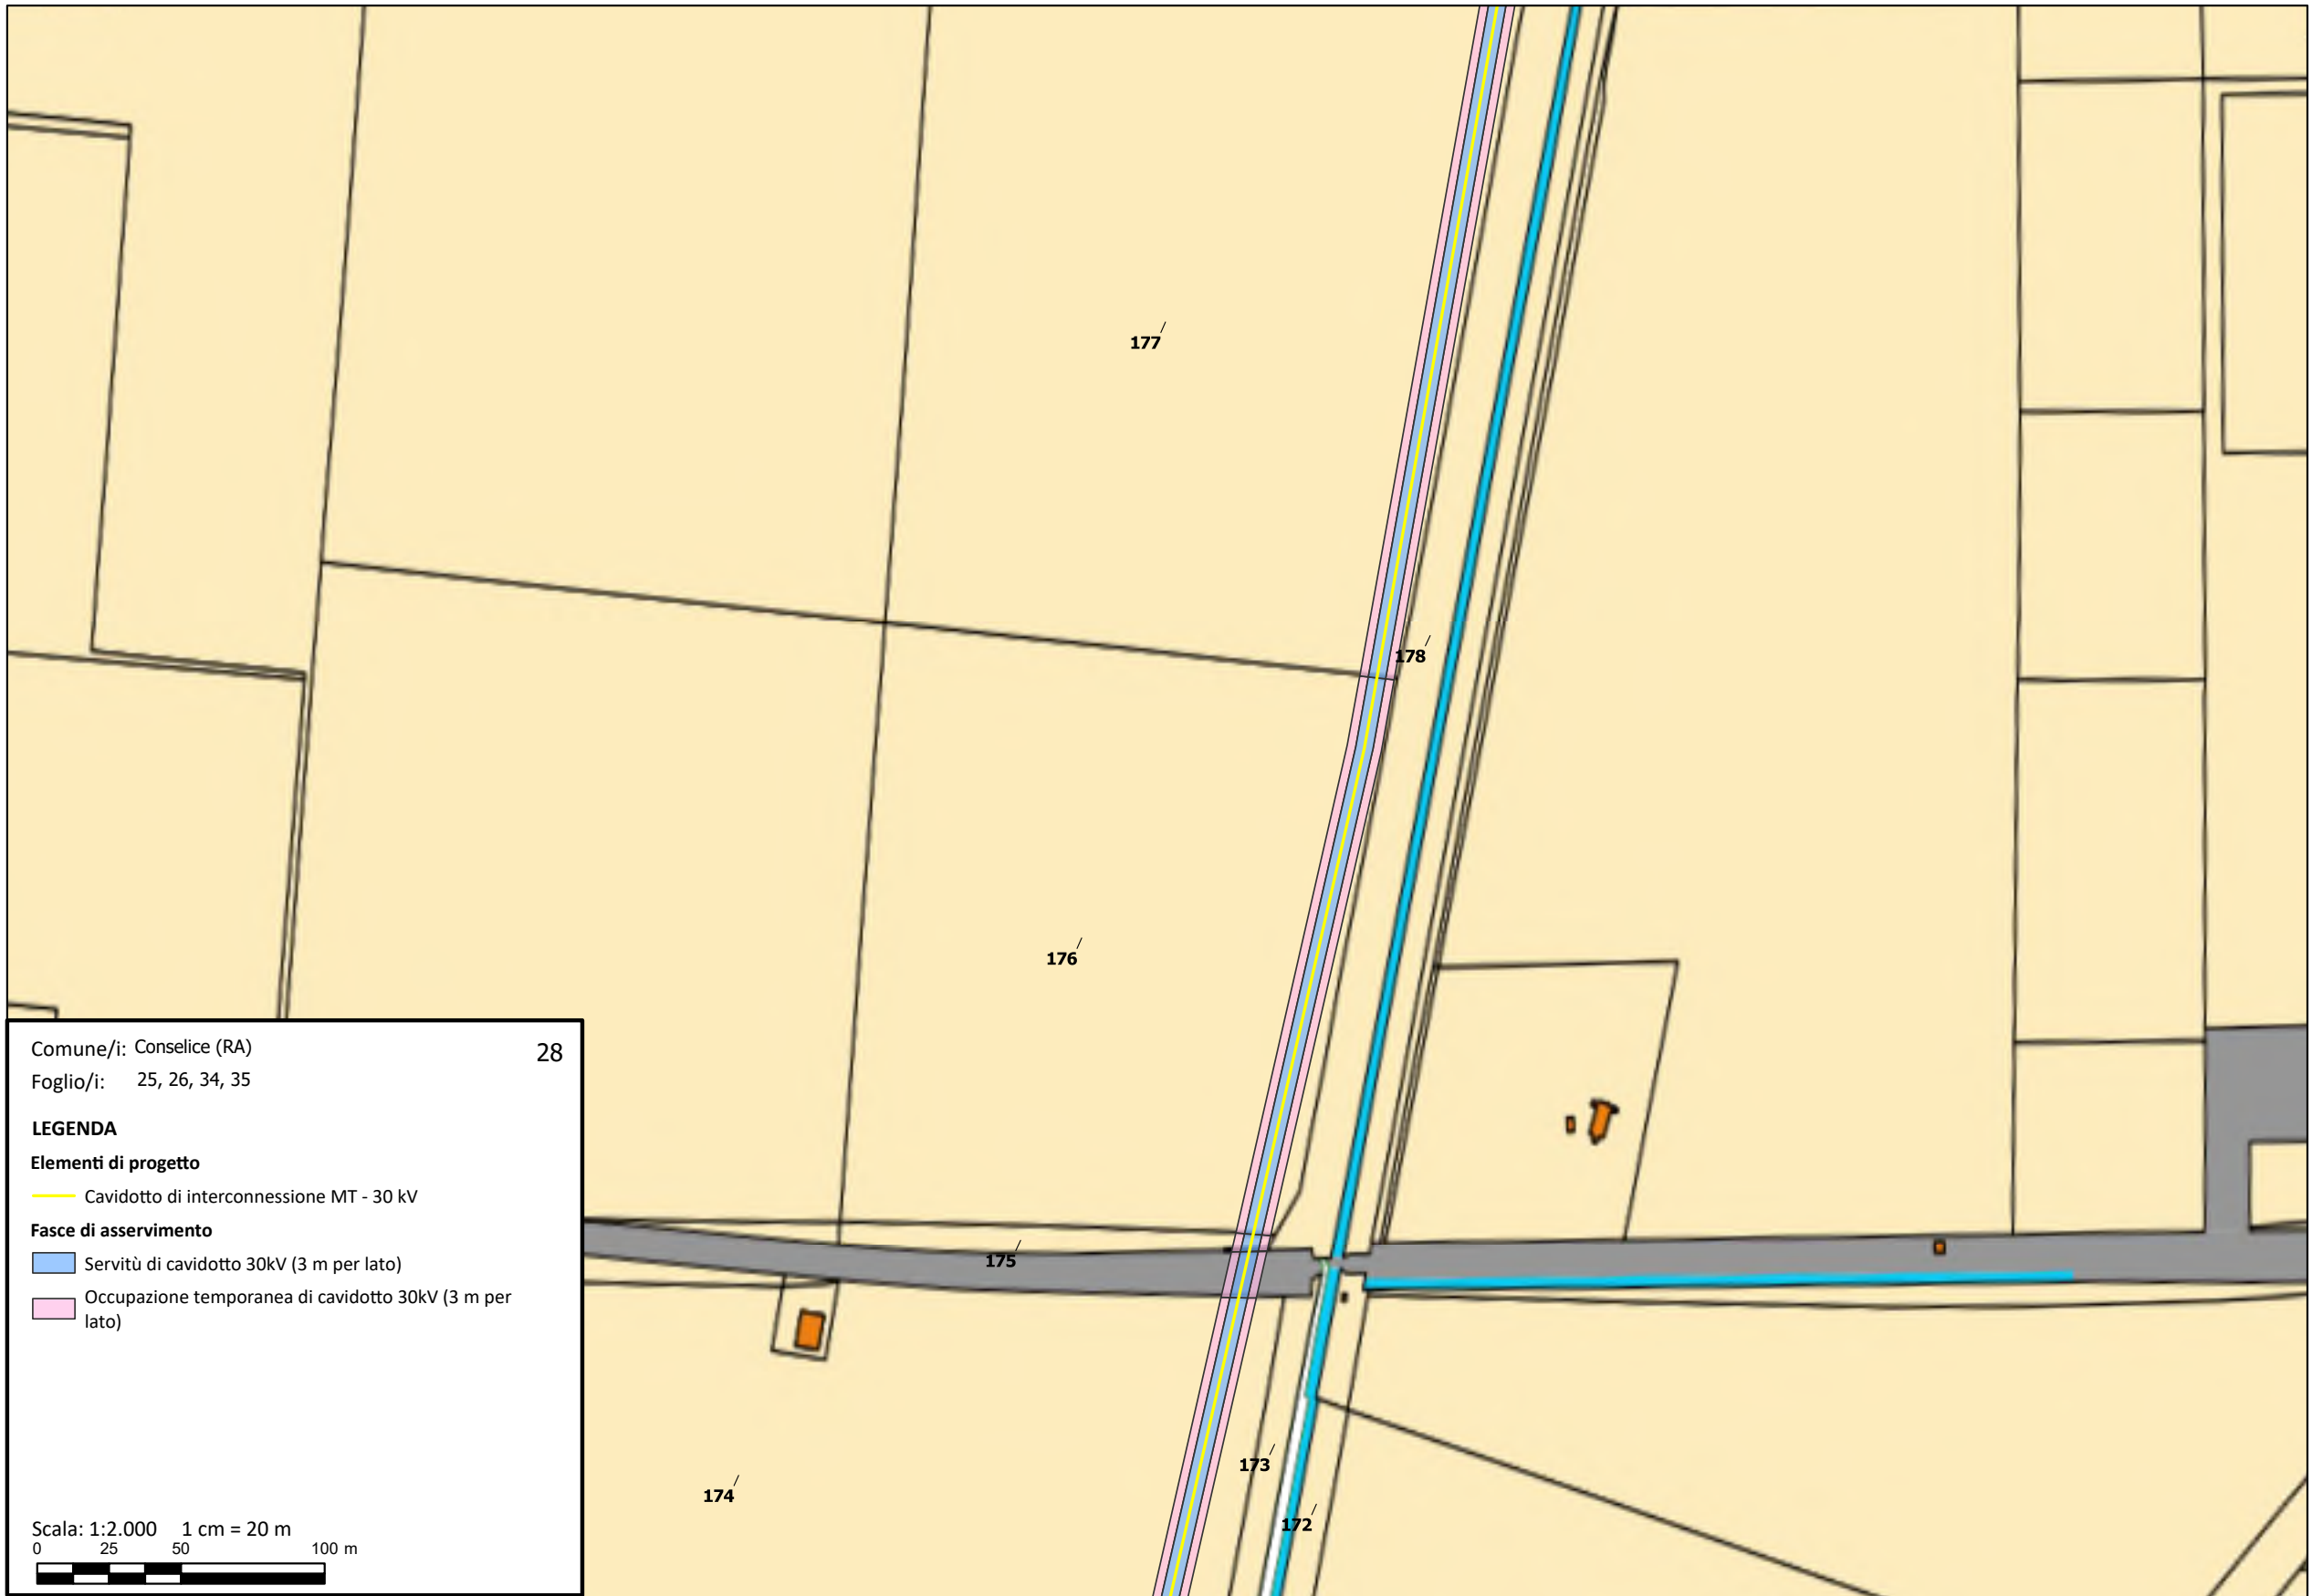 177
178
176
175
173
174
172
Comune/i: Conselice (RA)
28
Foglio/i: 25, 26, 34, 35
LEGENDA
Elementi di progetto
Cavidotto di interconnessione MT - 30 kV
Fasce di asservimento
Servitù di cavidotto 30kV (3 m per lato)
Occupazione temporanea di cavidotto 30kV (3 m per
lato)
Scala: 1:2.000 1 cm = 20 m
0 25 50 100 m